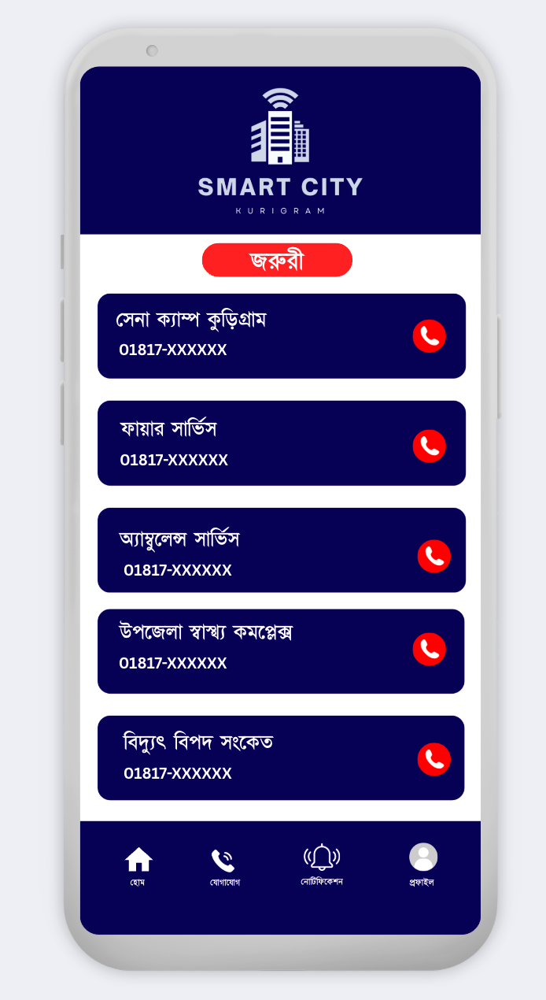 SMART CITY
KURIGRAM
জরুরী
সেনা ক্যাম্প কুড়িগ্রাম
01817-XXXXXX
ফায়ার সার্ভিস
01817-XXXXXX
অ্যাম্বুলেন্স সার্ভিস
01817-XXXXXX
উপজেলা স্বাস্থ্য কমপ্লেক্স
01817-XXXXXX
বিদ্যুৎ বিপদ সংকেত
01817-XXXXXX
হোম যোগাযোগ নোটিফিকেশন প্রফাইল